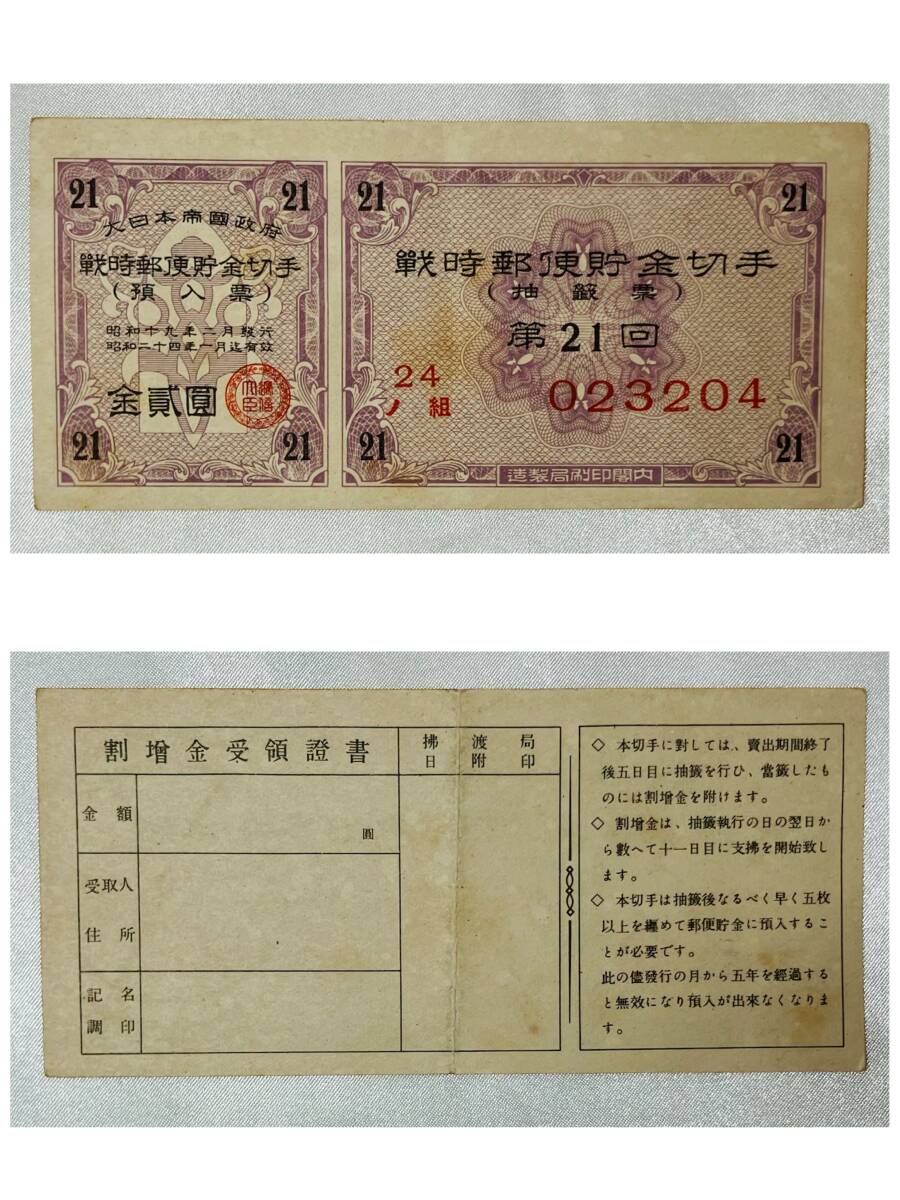 21
21
大日本帝國政府
戰時郵便貯金切手
(預入票)
昭和十九年二月發行
昭和二十四年一月迄有效
金貳圓
遞信大臣
21
21
21
21
戰時郵便貯金切手
(抽籤票)
第21回
24
ノ組
023204
21
21
造製局刷印閣内
割增金受領證書
拂渡局
日附印
金額
圓
受取人
住所
記名
調印
◇ 本切手に對しては、賣出期間終了
後五日目に抽籤を行ひ、當籤したも
のには割增金を附けます。
◇ 割增金は、抽籤執行の日の翌日か
ら數へて十一日目に支拂を開始致し
ます。
◇ 本切手は抽籤後なるべく早く五枚
以上を纏めて郵便貯金に預入するこ
とが必要です。
此の儘發行の月から五年を經過する
と無效になり預入が出來なくなりま
す。